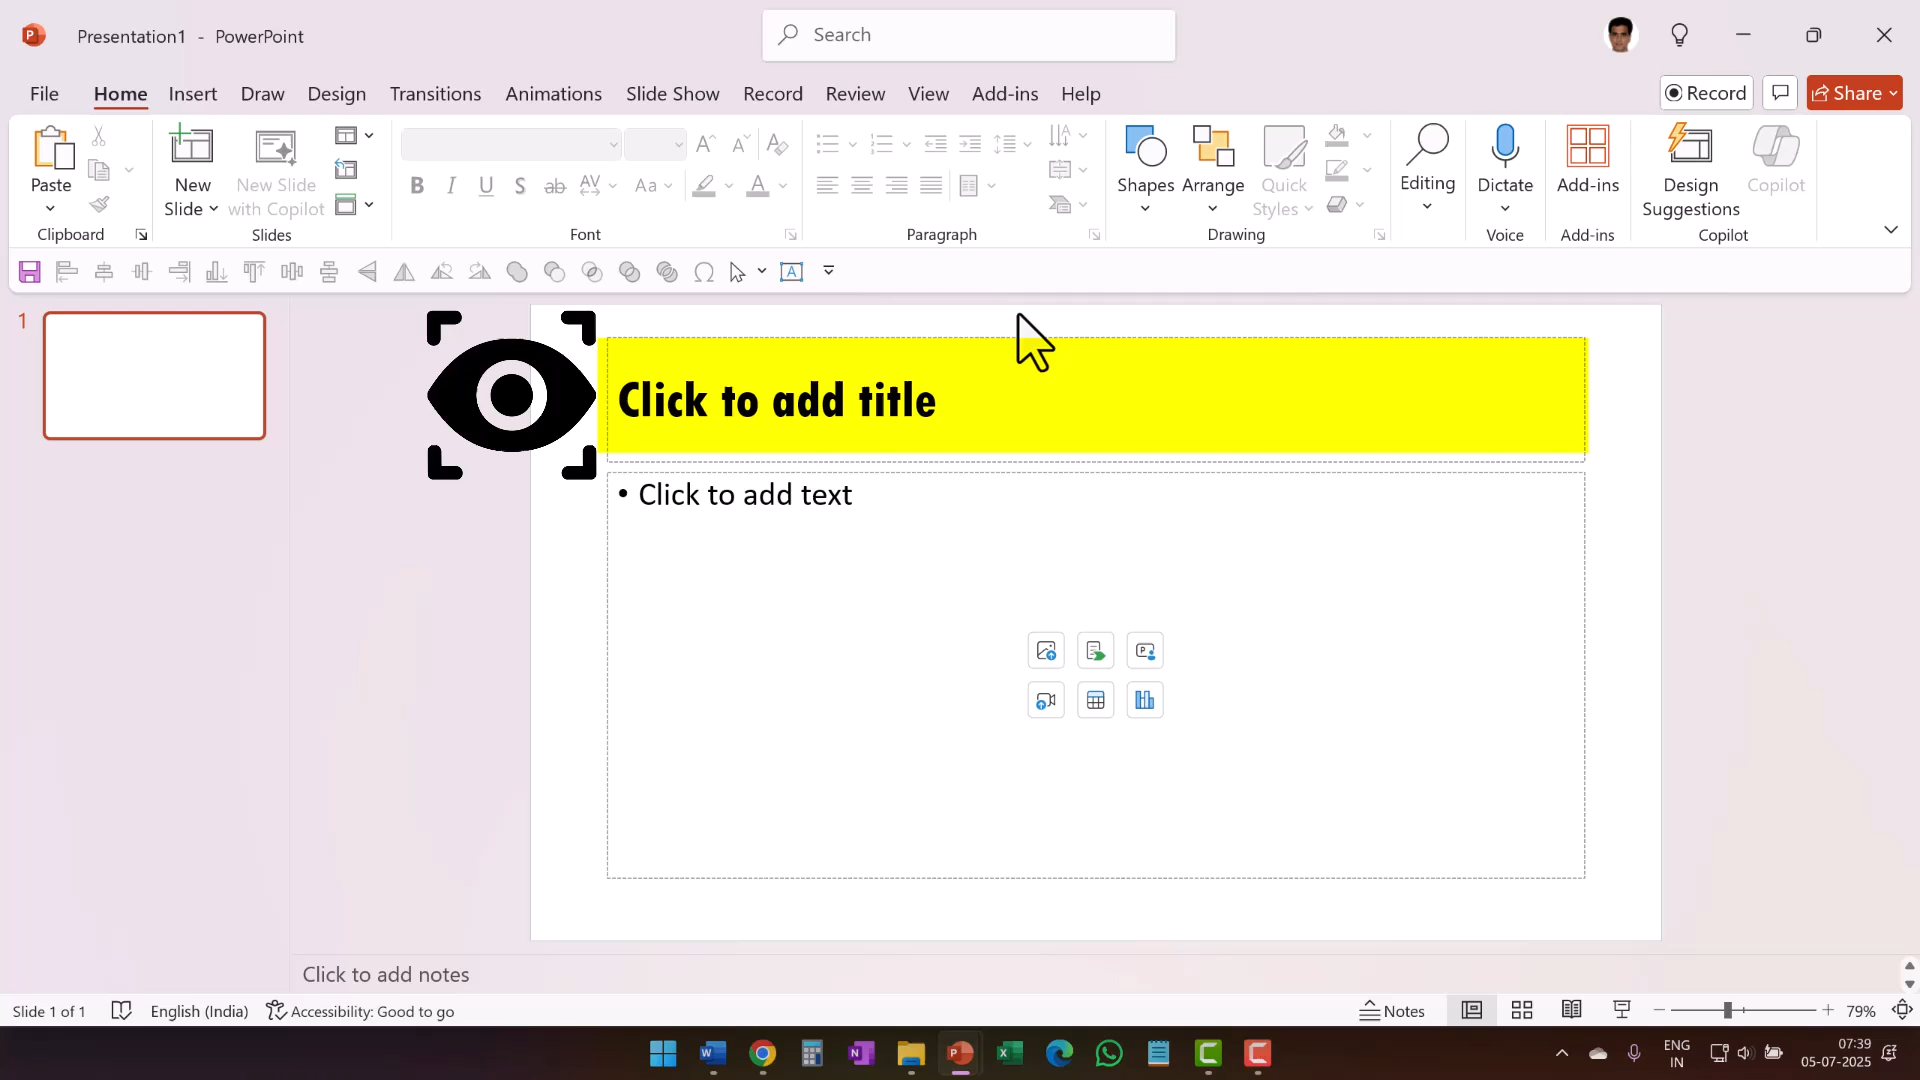 Presentation1 - PowerPoint
Search
File Home Insert Draw Design Transitions Animations Slide Show Record Review View Add-ins Help
Record Share
Paste
New
Slide
New Slide
with Copilot
Shapes Arrange Quick
Styles
Editing Dictate Add-ins Design
Suggestions
Copilot
Clipboard Slides Font Paragraph Drawing Voice Add-ins Copilot
1
Click to add title
• Click to add text
Click to add notes
Slide 1 of 1 English (India) Accessibility: Good to go Notes 79%
ENG
IN
07:39
05-07-2025